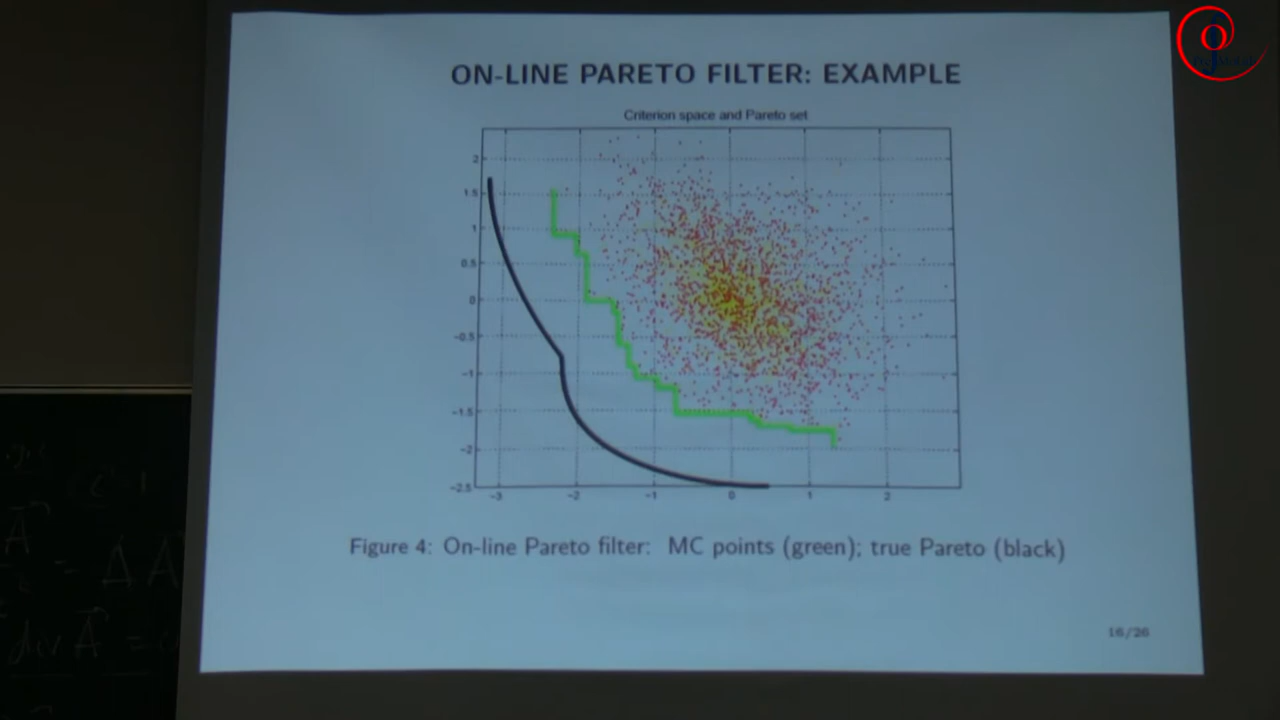 ON-LINE PARETO FILTER: EXAMPLE
Criterion space and Pareto set
2
1.5
1
0.5
0
-0.5
-1
-1.5
-2
-2.5
-3 -2 -1 0 1 2
Figure 4: On-line Pareto filter: MC points (green); true Pareto (black)
16/26